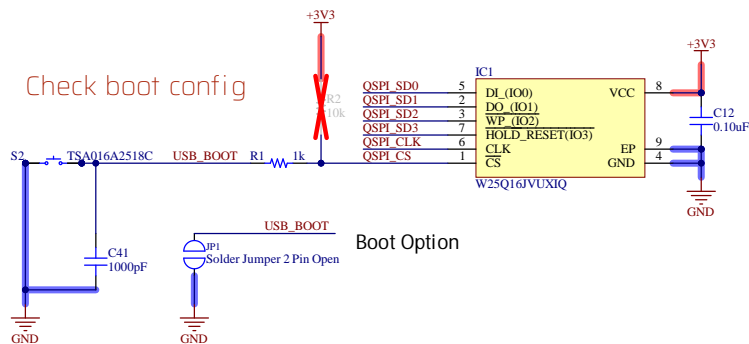 +3V3
+3V3
Check boot config
R2
10k
IC1
QSPI_SD0 5 DI_(IO0) VCC 8
QSPI_SD1 2 DO_(IO1)
QSPI_SD2 3 WP_(IO2)
QSPI_SD3 7 HOLD_RESET(IO3)
QSPI_CLK 6 CLK EP 9
QSPI_CS 1 CS GND 4
W25Q16JVUXIQ
C12
0.10uF
GND
S2 TSA016A2518C USB_BOOT R1 1k
USB_BOOT
Boot Option
JP1
Solder Jumper 2 Pin Open
C41
1000pF
GND
GND